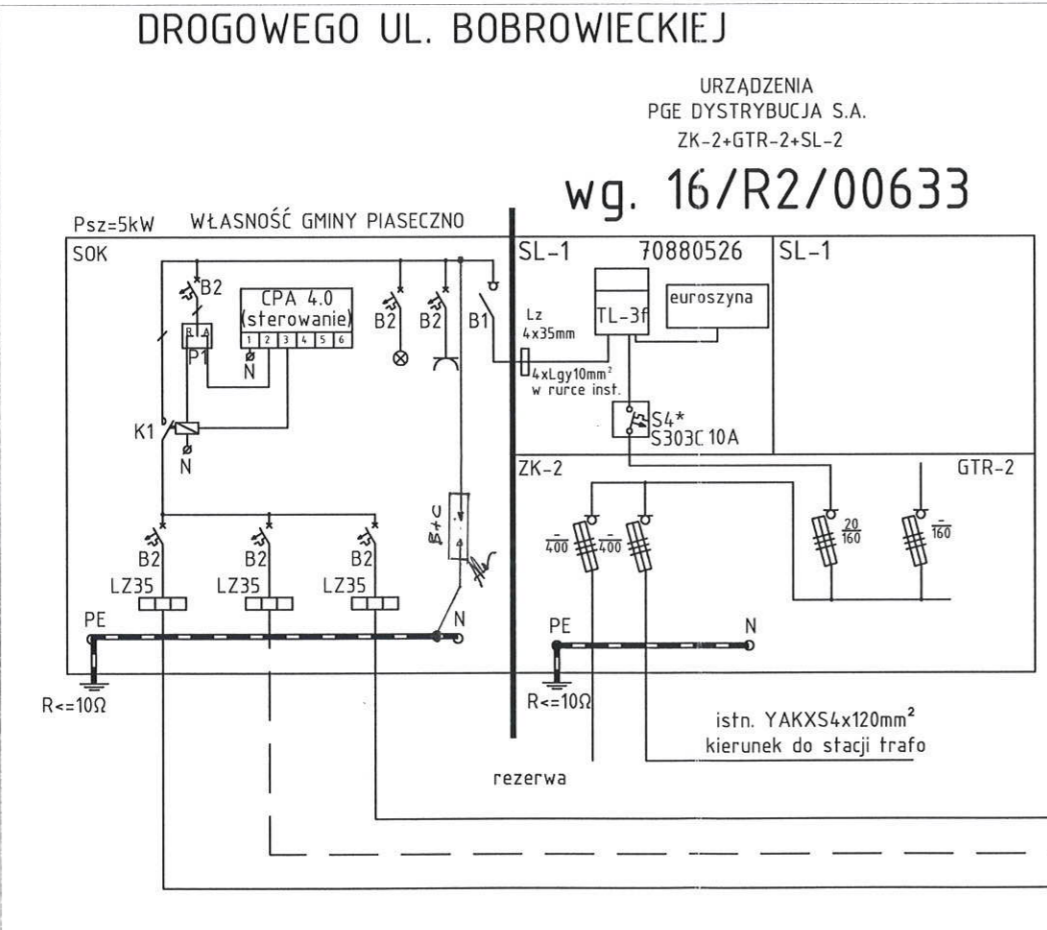 DROGOWEGO UL. BOBROWIECKIEJ
URZĄDZENIA
PGE DYSTRYBUCJA S.A.
ZK-2+GTR-2+SL-2
wg. 16/R2/00633
Psz=5kW WŁASNOŚĆ GMINY PIASECZNO
SOK
B2
CPA 4.0
(sterowanie)
1 2 3 4 5 6
R A
P1
N
K1
N
B2
B2
B1
SL-1 70880526
Lz
4x35mm
TL-3f
euroszyna
4xLgy10mm²
w rurce inst.
S4*
S303C 10A
SL-1
B+C
B2
B2
B2
LZ35
LZ35
LZ35
PE
N
R<=10Ω
ZK-2
GTR-2
-/400
-/400
20/160
-/160
PE
N
R<=10Ω
istn. YAKXS4x120mm²
kierunek do stacji trafo
rezerwa